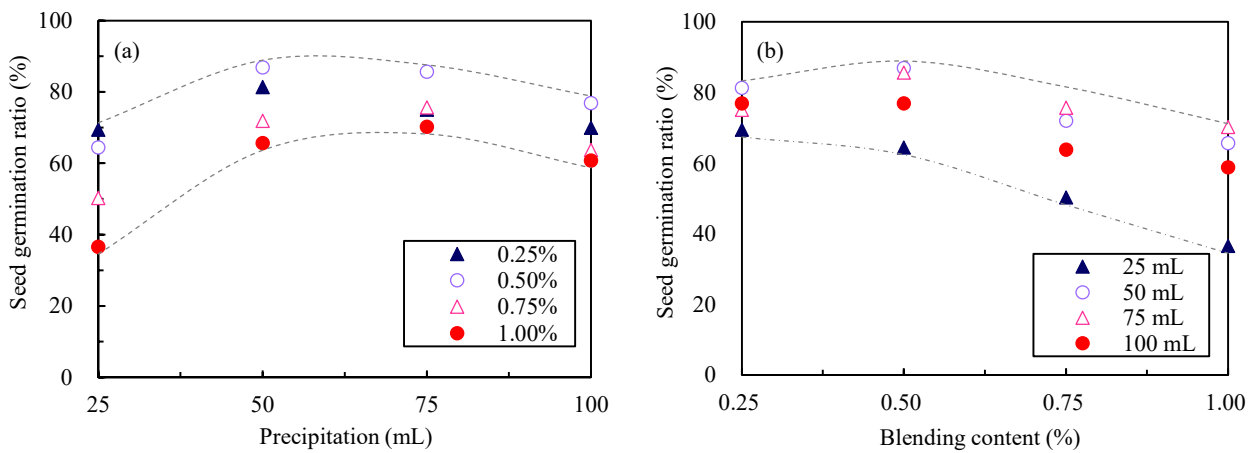 (a)
Seed germination ratio (%)
100
80
60
40
20
0
25
50
75
100
Precipitation (mL)
0.25%
0.50%
0.75%
1.00%
(b)
Seed germination ratio (%)
100
80
60
40
20
0
0.25
0.50
0.75
1.00
Blending content (%)
25 mL
50 mL
75 mL
100 mL